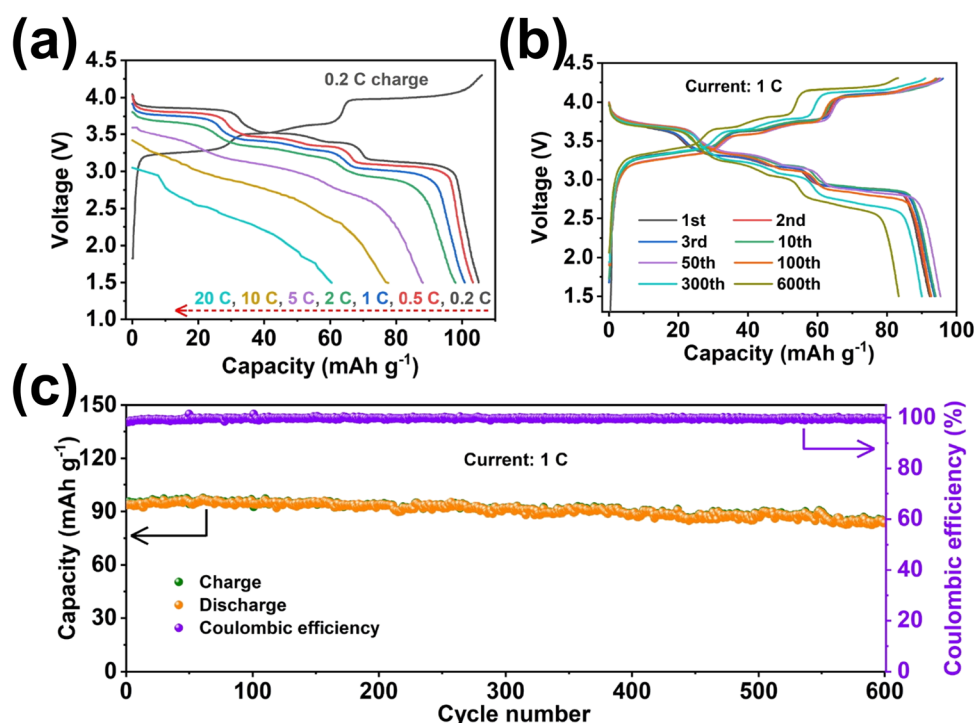 (a)
4.5
4.0
3.5
3.0
2.5
2.0
1.5
1.0
Voltage (V)
0.2 C charge
20 C, 10 C, 5 C, 2 C, 1 C, 0.5 C, 0.2 C
0 20 40 60 80 100
Capacity (mAh g⁻¹)
(b)
4.5
4.0
3.5
3.0
2.5
2.0
1.5
Voltage (V)
Current: 1 C
1st 2nd
3rd 10th
50th 100th
300th 600th
0 20 40 60 80 100
Capacity (mAh g⁻¹)
(c)
150
120
90
60
30
0
Capacity (mAh g⁻¹)
Current: 1 C
Charge
Discharge
Coulombic efficiency
100
80
60
40
20
0
Coulombic efficiency (%)
0 100 200 300 400 500 600
Cycle number